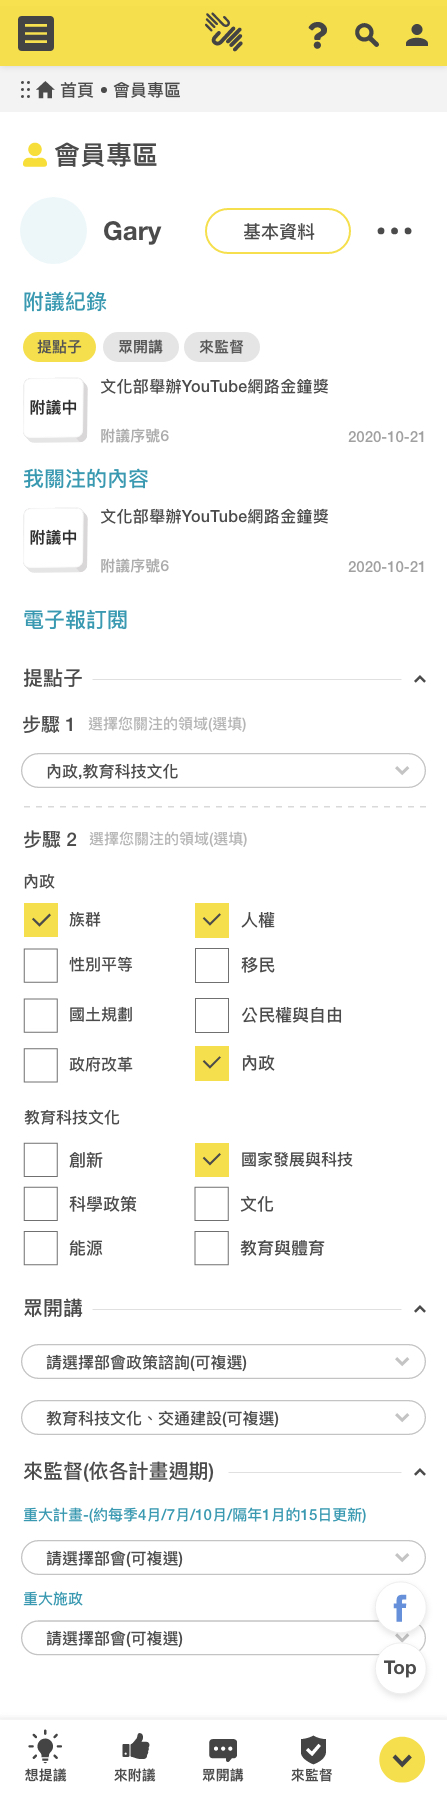 首頁 • 會員專區
會員專區
Gary
基本資料
附議紀錄
提點子 眾開講 來監督
附議中
文化部舉辦YouTube網路金鐘獎
附議序號6 2020-10-21
我關注的內容
附議中
文化部舉辦YouTube網路金鐘獎
附議序號6 2020-10-21
電子報訂閱
提點子
步驟 1 選擇您關注的領域(選填)
內政,教育科技文化
步驟 2 選擇您關注的領域(選填)
內政
族群 人權
性別平等 移民
國土規劃 公民權與自由
政府改革 內政
教育科技文化
創新 國家發展與科技
科學政策 文化
能源 教育與體育
眾開講
請選擇部會政策諮詢(可複選)
教育科技文化、交通建設(可複選)
來監督(依各計畫週期)
重大計畫-(約每季4月/7月/10月/隔年1月的15日更新)
請選擇部會(可複選)
重大施政
請選擇部會(可複選)
f
Top
想提議 來附議 眾開講 來監督